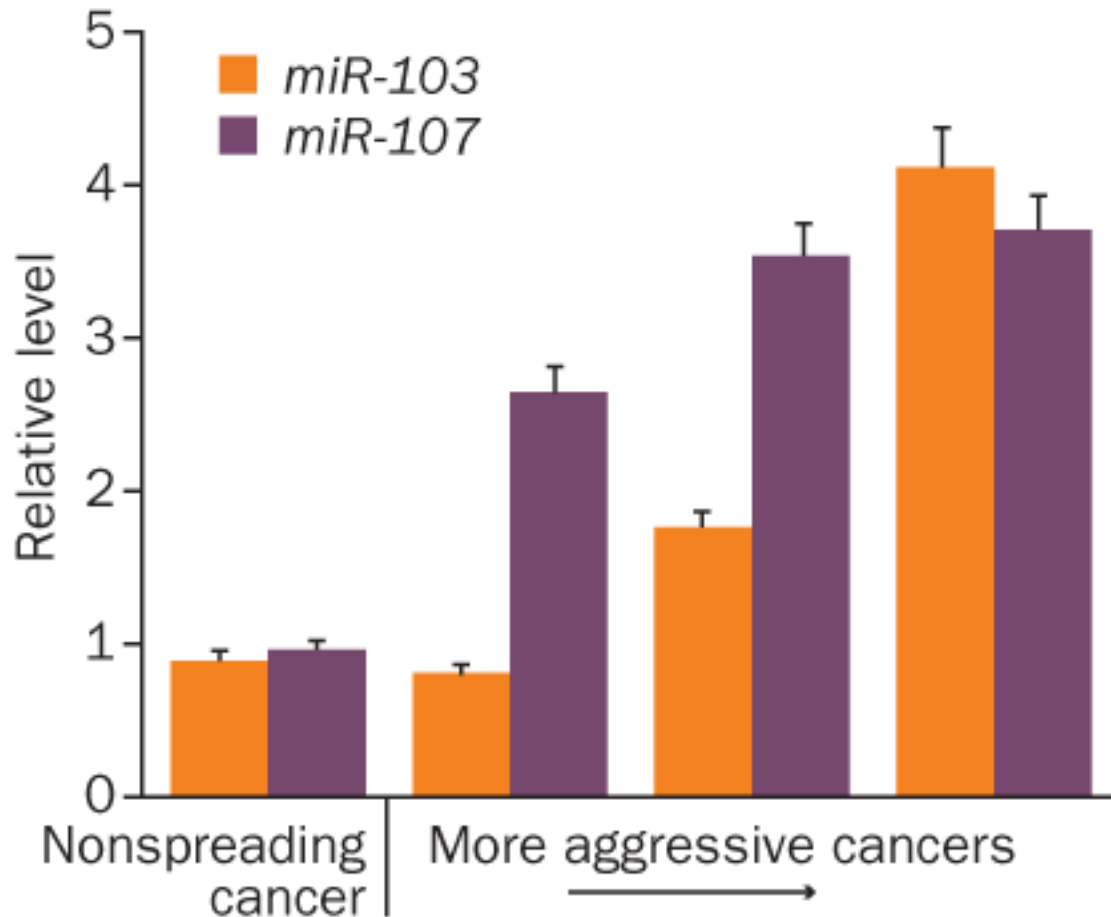 5
miR-103
miR-107
4
3
2
1
0
Relative level
Nonspreading
cancer
More aggressive cancers